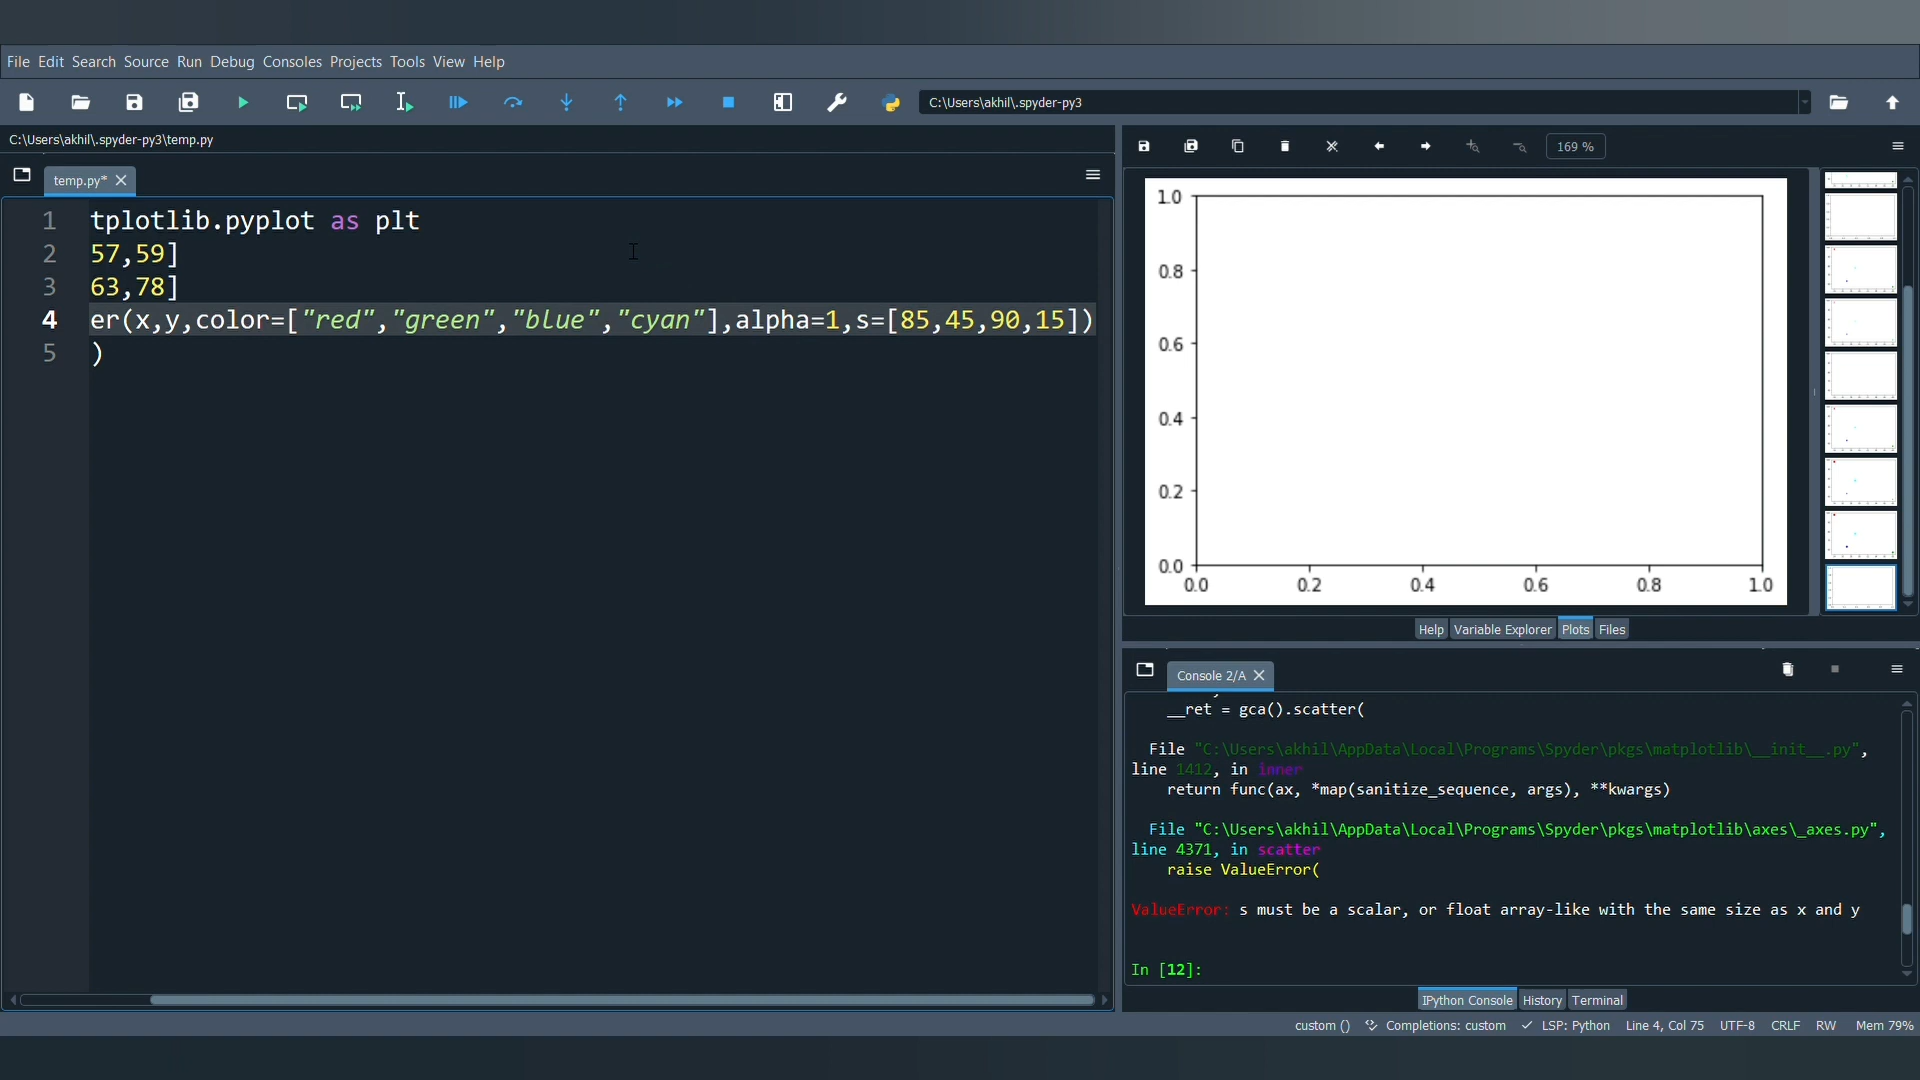 File Edit Search Source Run Debug Consoles Projects Tools View Help
C:\Users\akhil\.spyder-py3
C:\Users\akhil\.spyder-py3\temp.py
temp.py*
1 tplotlib.pyplot as plt
2 57,59]
3 63,78]
4 er(x,y,color=["red","green","blue","cyan"],alpha=1,s=[85,45,90,15])
5 )
169 %
1.0
0.8
0.6
0.4
0.2
0.0
0.0 0.2 0.4 0.6 0.8 1.0
Help Variable Explorer Plots Files
Console 2/A
__ret = gca().scatter(
File "C:\Users\akhil\AppData\Local\Programs\Spyder\pkgs\matplotlib\__init__.py",
line 1412, in inner
return func(ax, *map(sanitize_sequence, args), **kwargs)
File "C:\Users\akhil\AppData\Local\Programs\Spyder\pkgs\matplotlib\axes\_axes.py",
line 4371, in scatter
raise ValueError(
ValueError: s must be a scalar, or float array-like with the same size as x and y
In [12]:
IPython Console History Terminal
custom () Completions: custom LSP: Python Line 4, Col 75 UTF-8 CRLF RW Mem 79%